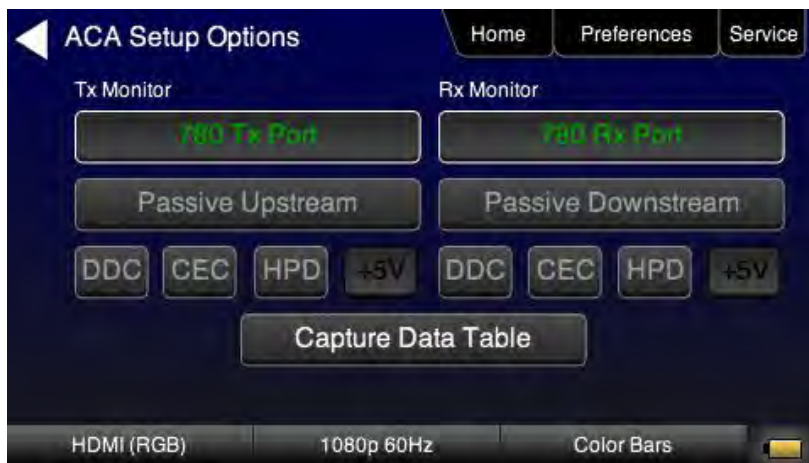 ACA Setup Options
Home Preferences Service
Tx Monitor Rx Monitor
780 Tx Port 780 Rx Port
Passive Upstream Passive Downstream
DDC CEC HPD +5V DDC CEC HPD +5V
Capture Data Table
HDMI (RGB) 1080p 60Hz Color Bars